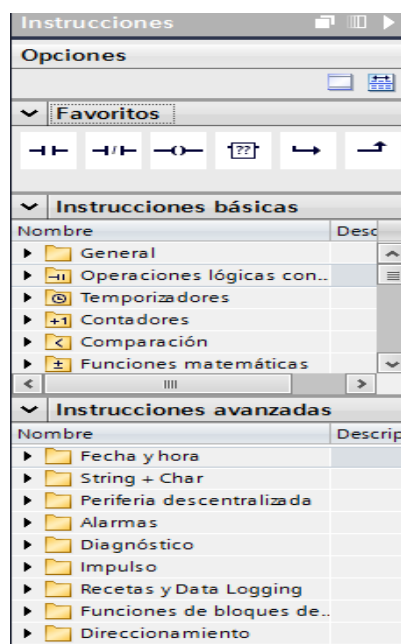 Instrucciones
Opciones
Favoritos
??
Instrucciones básicas
Nombre Desc
General
Operaciones lógicas con..
Temporizadores
+1 Contadores
Comparación
Funciones matemáticas
Instrucciones avanzadas
Nombre Descrip
Fecha y hora
String + Char
Periferia descentralizada
Alarmas
Diagnóstico
Impulso
Recetas y Data Logging
Funciones de bloques de..
Direccionamiento